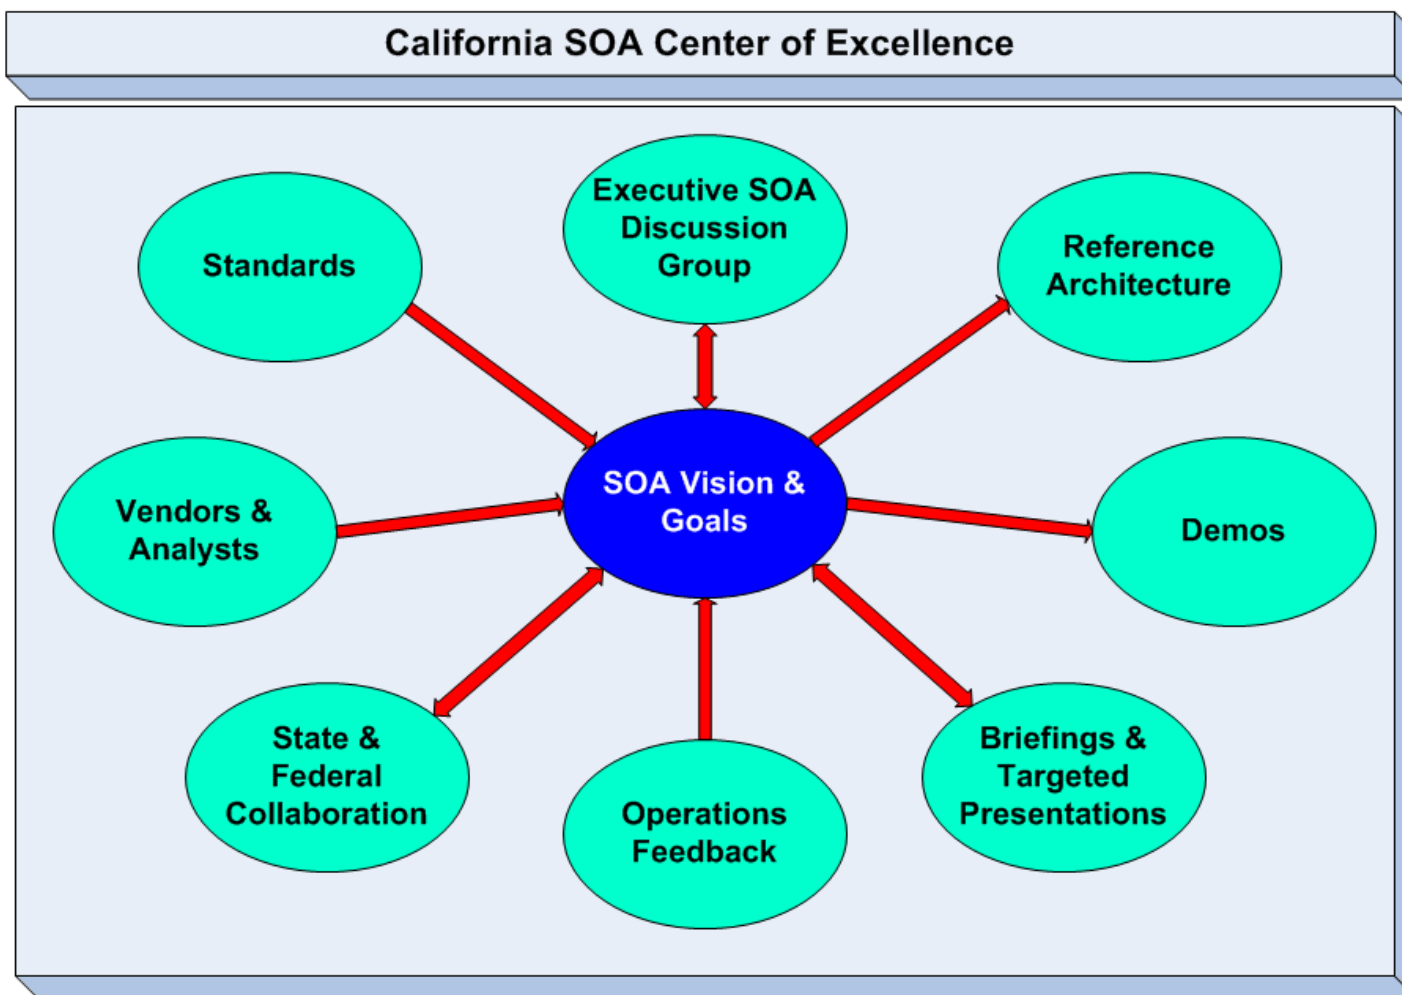 California SOA Center of Excellence
Executive SOA
Discussion
Group
Standards
Reference
Architecture
SOA Vision &
Goals
Vendors &
Analysts
Demos
State &
Federal
Collaboration
Operations
Feedback
Briefings &
Targeted
Presentations